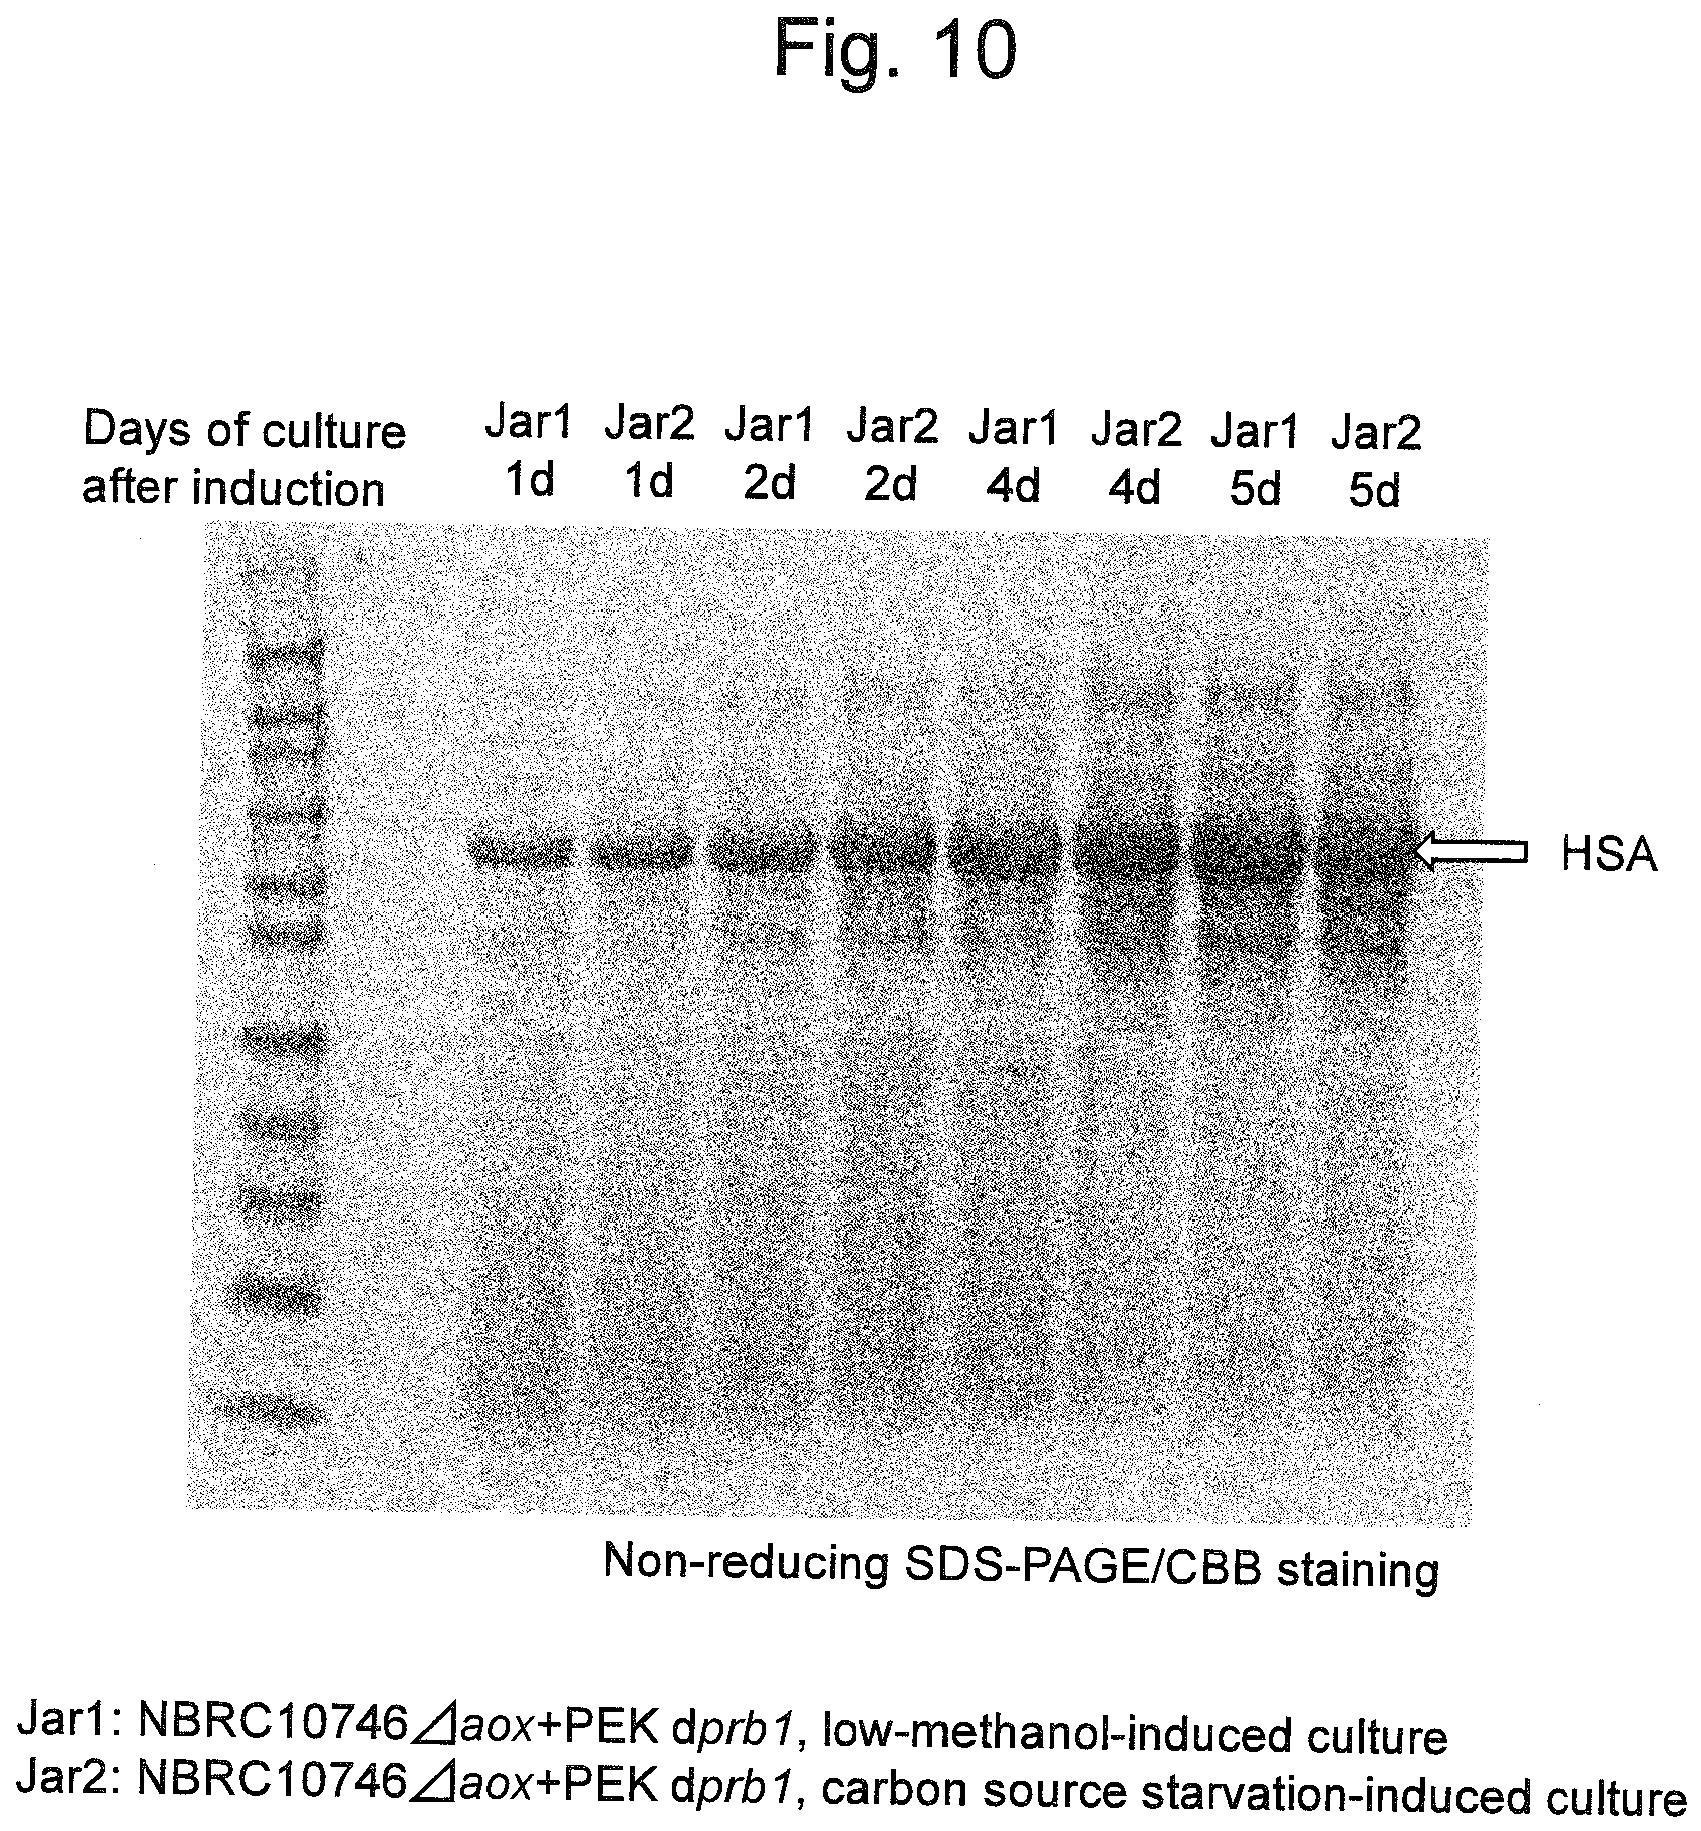 Fig. 10
Days of culture after induction
Jar1 Jar2 Jar1 Jar2 Jar1 Jar2 Jar1 Jar2
1d 1d 2d 2d 4d 4d 5d 5d
HSA
Non-reducing SDS-PAGE/CBB staining
Jar1: NBRC10746⊿aox+PEK dprb1, low-methanol-induced culture
Jar2: NBRC10746⊿aox+PEK dprb1, carbon source starvation-induced culture